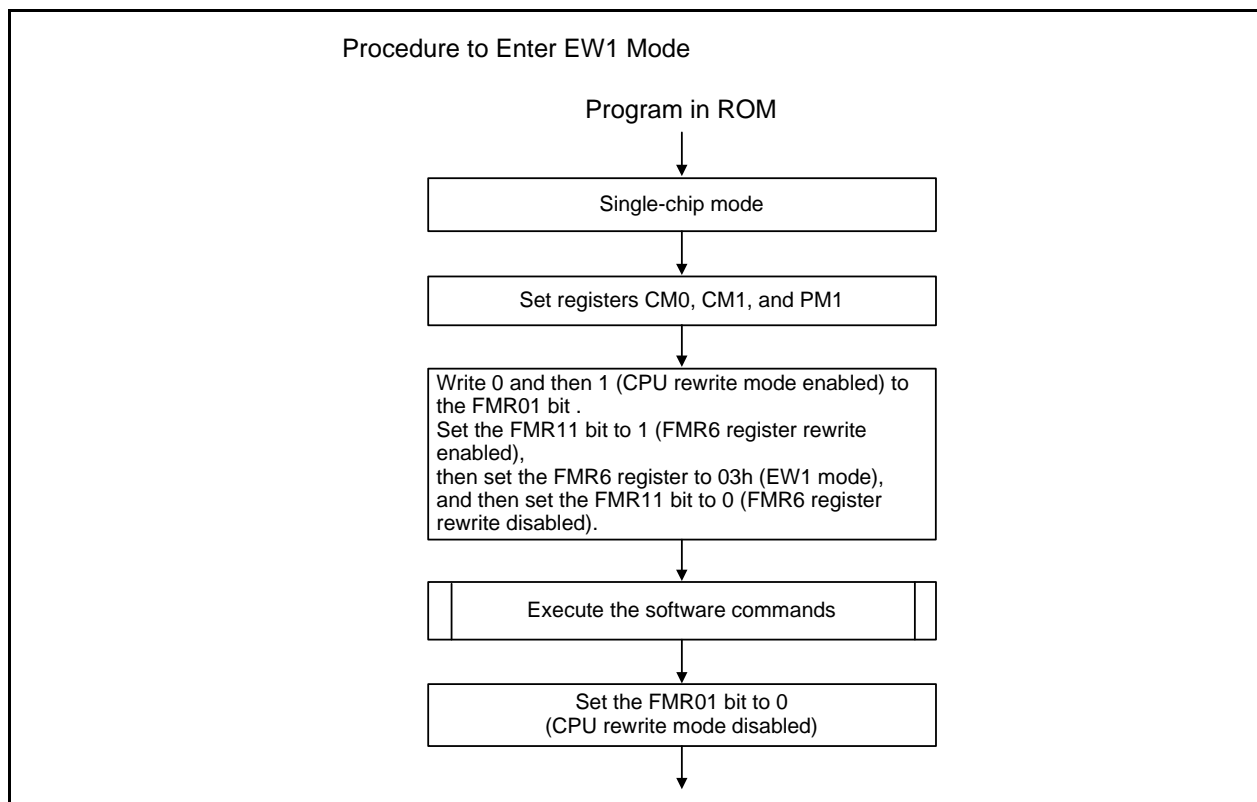 Procedure to Enter EW1 Mode
Program in ROM
Single-chip mode
Set registers CM0, CM1, and PM1
Write 0 and then 1 (CPU rewrite mode enabled) to
the FMR01 bit .
Set the FMR11 bit to 1 (FMR6 register rewrite
enabled),
then set the FMR6 register to 03h (EW1 mode),
and then set the FMR11 bit to 0 (FMR6 register
rewrite disabled).
Execute the software commands
Set the FMR01 bit to 0
(CPU rewrite mode disabled)